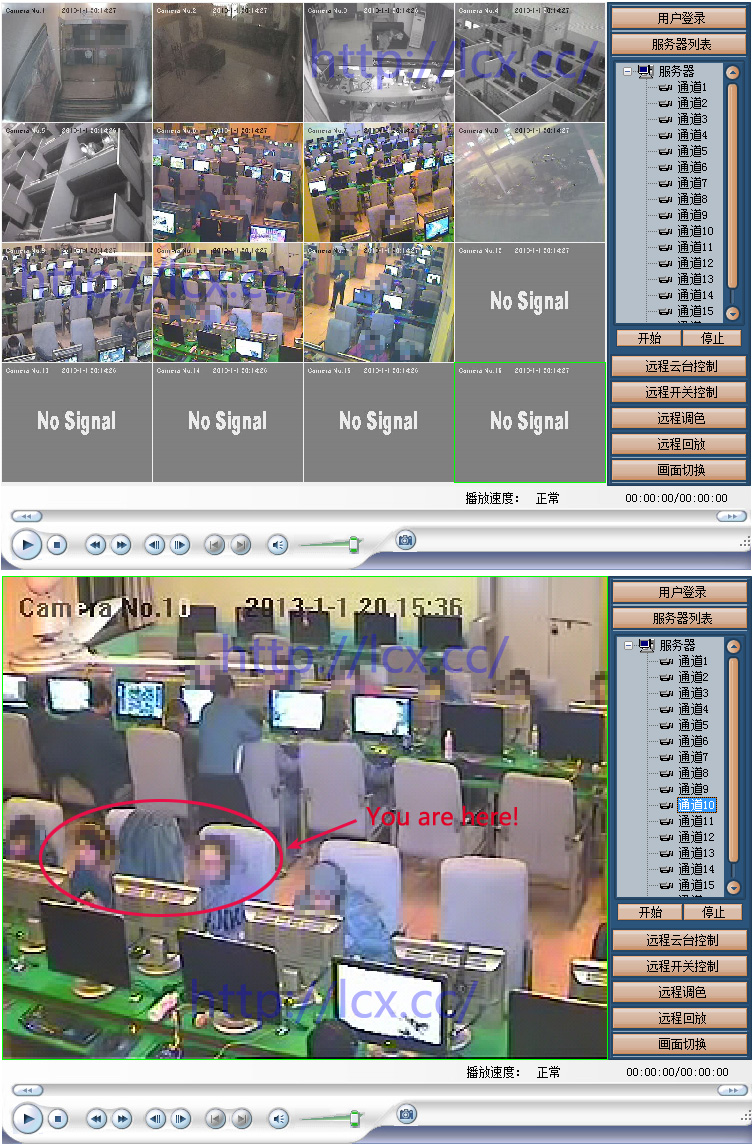 Camera No.1 2013-1-1 20:14:27
Camera No.2 2013-1-1 20:14:27
Camera No.3 2013-1-1 20:14:27
Camera No.4 2013-1-1 20:14:27
http://lcx.cc/
Camera No.5 2013-1-1 20:14:26
Camera No.6 2013-1-1 20:14:27
Camera No.7 2013-1-1 20:14:27
Camera No.8 2013-1-1 20:14:27
http://lcx.cc/
Camera No.12 2013-1-1 20:14:27
No Signal
Camera No.13 2013-1-1 20:14:26
Camera No.14 2013-1-1 20:14:26
Camera No.15 2013-1-1 20:14:26
Camera No.16 2013-1-1 20:14:27
No Signal
No Signal
No Signal
No Signal
用户登录
服务器列表
服务器
通道1
通道2
通道3
通道4
通道5
通道6
通道7
通道8
通道9
通道10
通道11
通道12
通道13
通道14
通道15
开始 停止
远程云台控制
远程开关控制
远程调色
远程回放
画面切换
播放速度: 正常 00:00:00/00:00:00
Camera No.10 2013-1-1 20:15:36
http://lcx.cc/
You are here!
http://lcx.cc/
用户登录
服务器列表
服务器
通道1
通道2
通道3
通道4
通道5
通道6
通道7
通道8
通道9
通道10
通道11
通道12
通道13
通道14
通道15
开始 停止
远程云台控制
远程开关控制
远程调色
远程回放
画面切换
播放速度: 正常 00:00:00/00:00:00